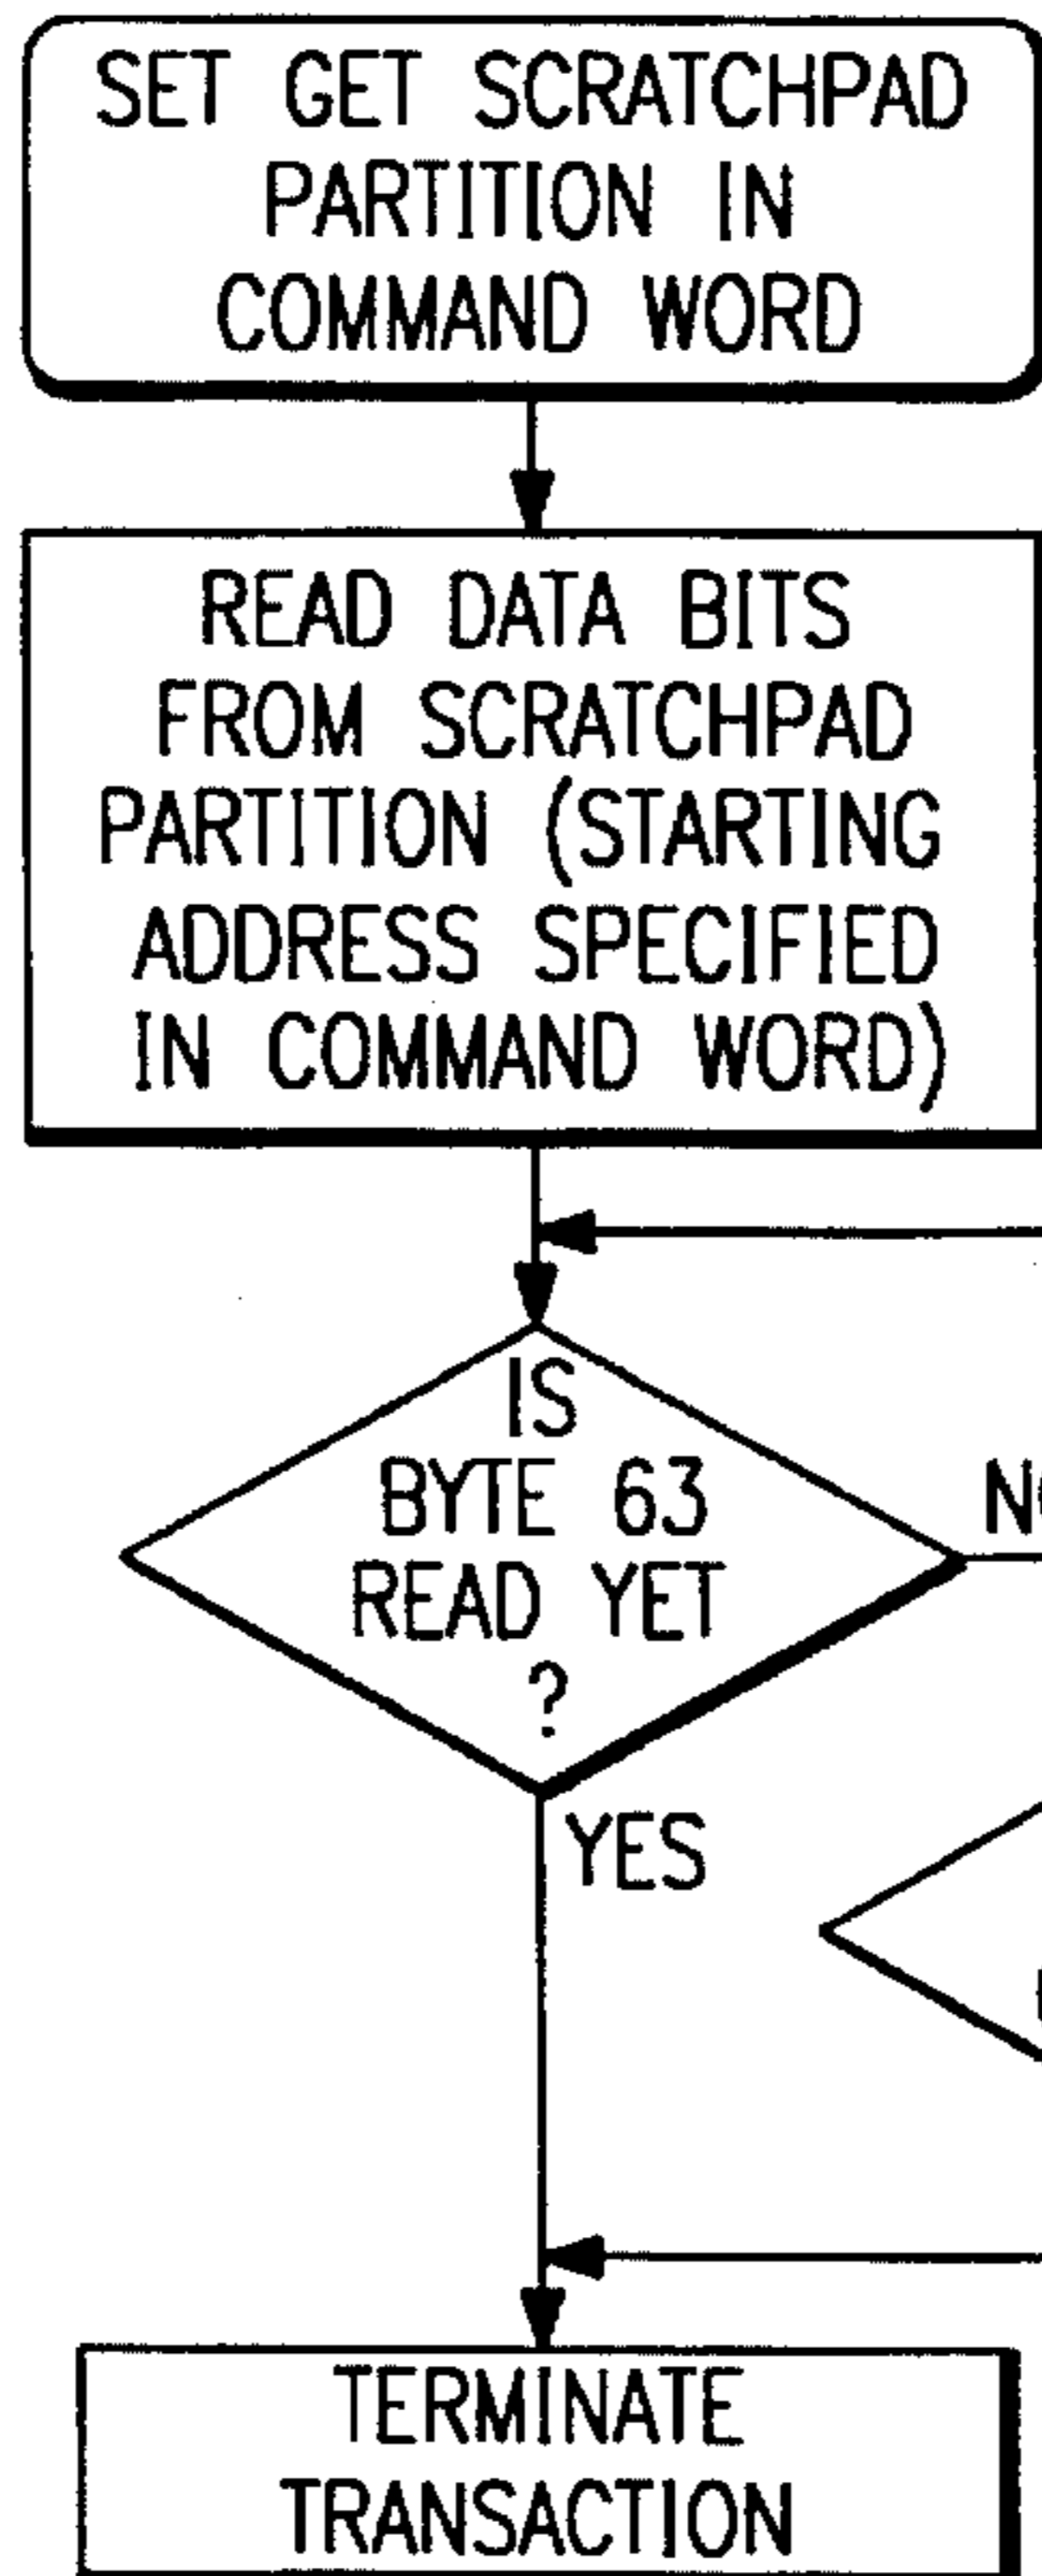 SET GET SCRATCHPAD
PARTITION IN
COMMAND WORD
READ DATA BITS
FROM SCRATCHPAD
PARTITION (STARTING
ADDRESS SPECIFIED
IN COMMAND WORD)
IS
BYTE 63
READ YET
?
YES
TERMINATE
TRANSACTION